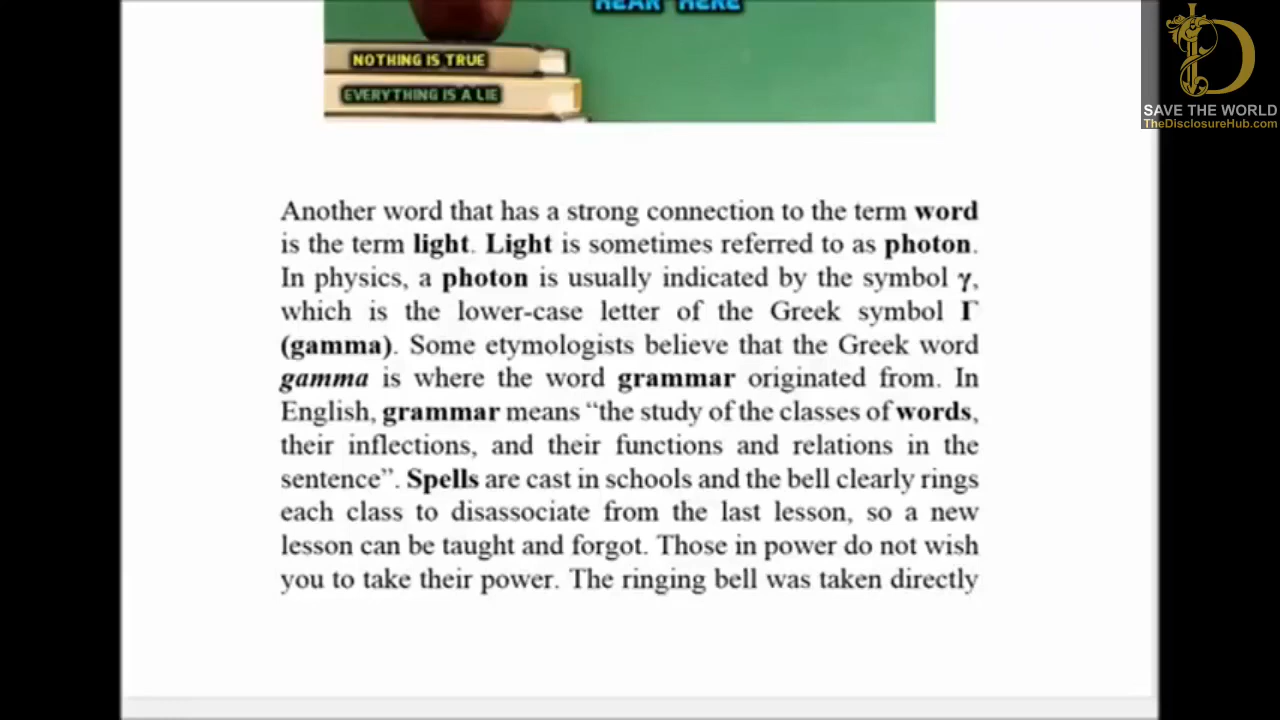 HEAR HERE
NOTHING IS TRUE
EVERYTHING IS A LIE
D
SAVE THE WORLD
TheDisclosureHub.com
Another word that has a strong connection to the term word
is the term light. Light is sometimes referred to as photon.
In physics, a photon is usually indicated by the symbol γ,
which is the lower-case letter of the Greek symbol Γ
(gamma). Some etymologists believe that the Greek word
gamma is where the word grammar originated from. In
English, grammar means “the study of the classes of words,
their inflections, and their functions and relations in the
sentence”. Spells are cast in schools and the bell clearly rings
each class to disassociate from the last lesson, so a new
lesson can be taught and forgot. Those in power do not wish
you to take their power. The ringing bell was taken directly